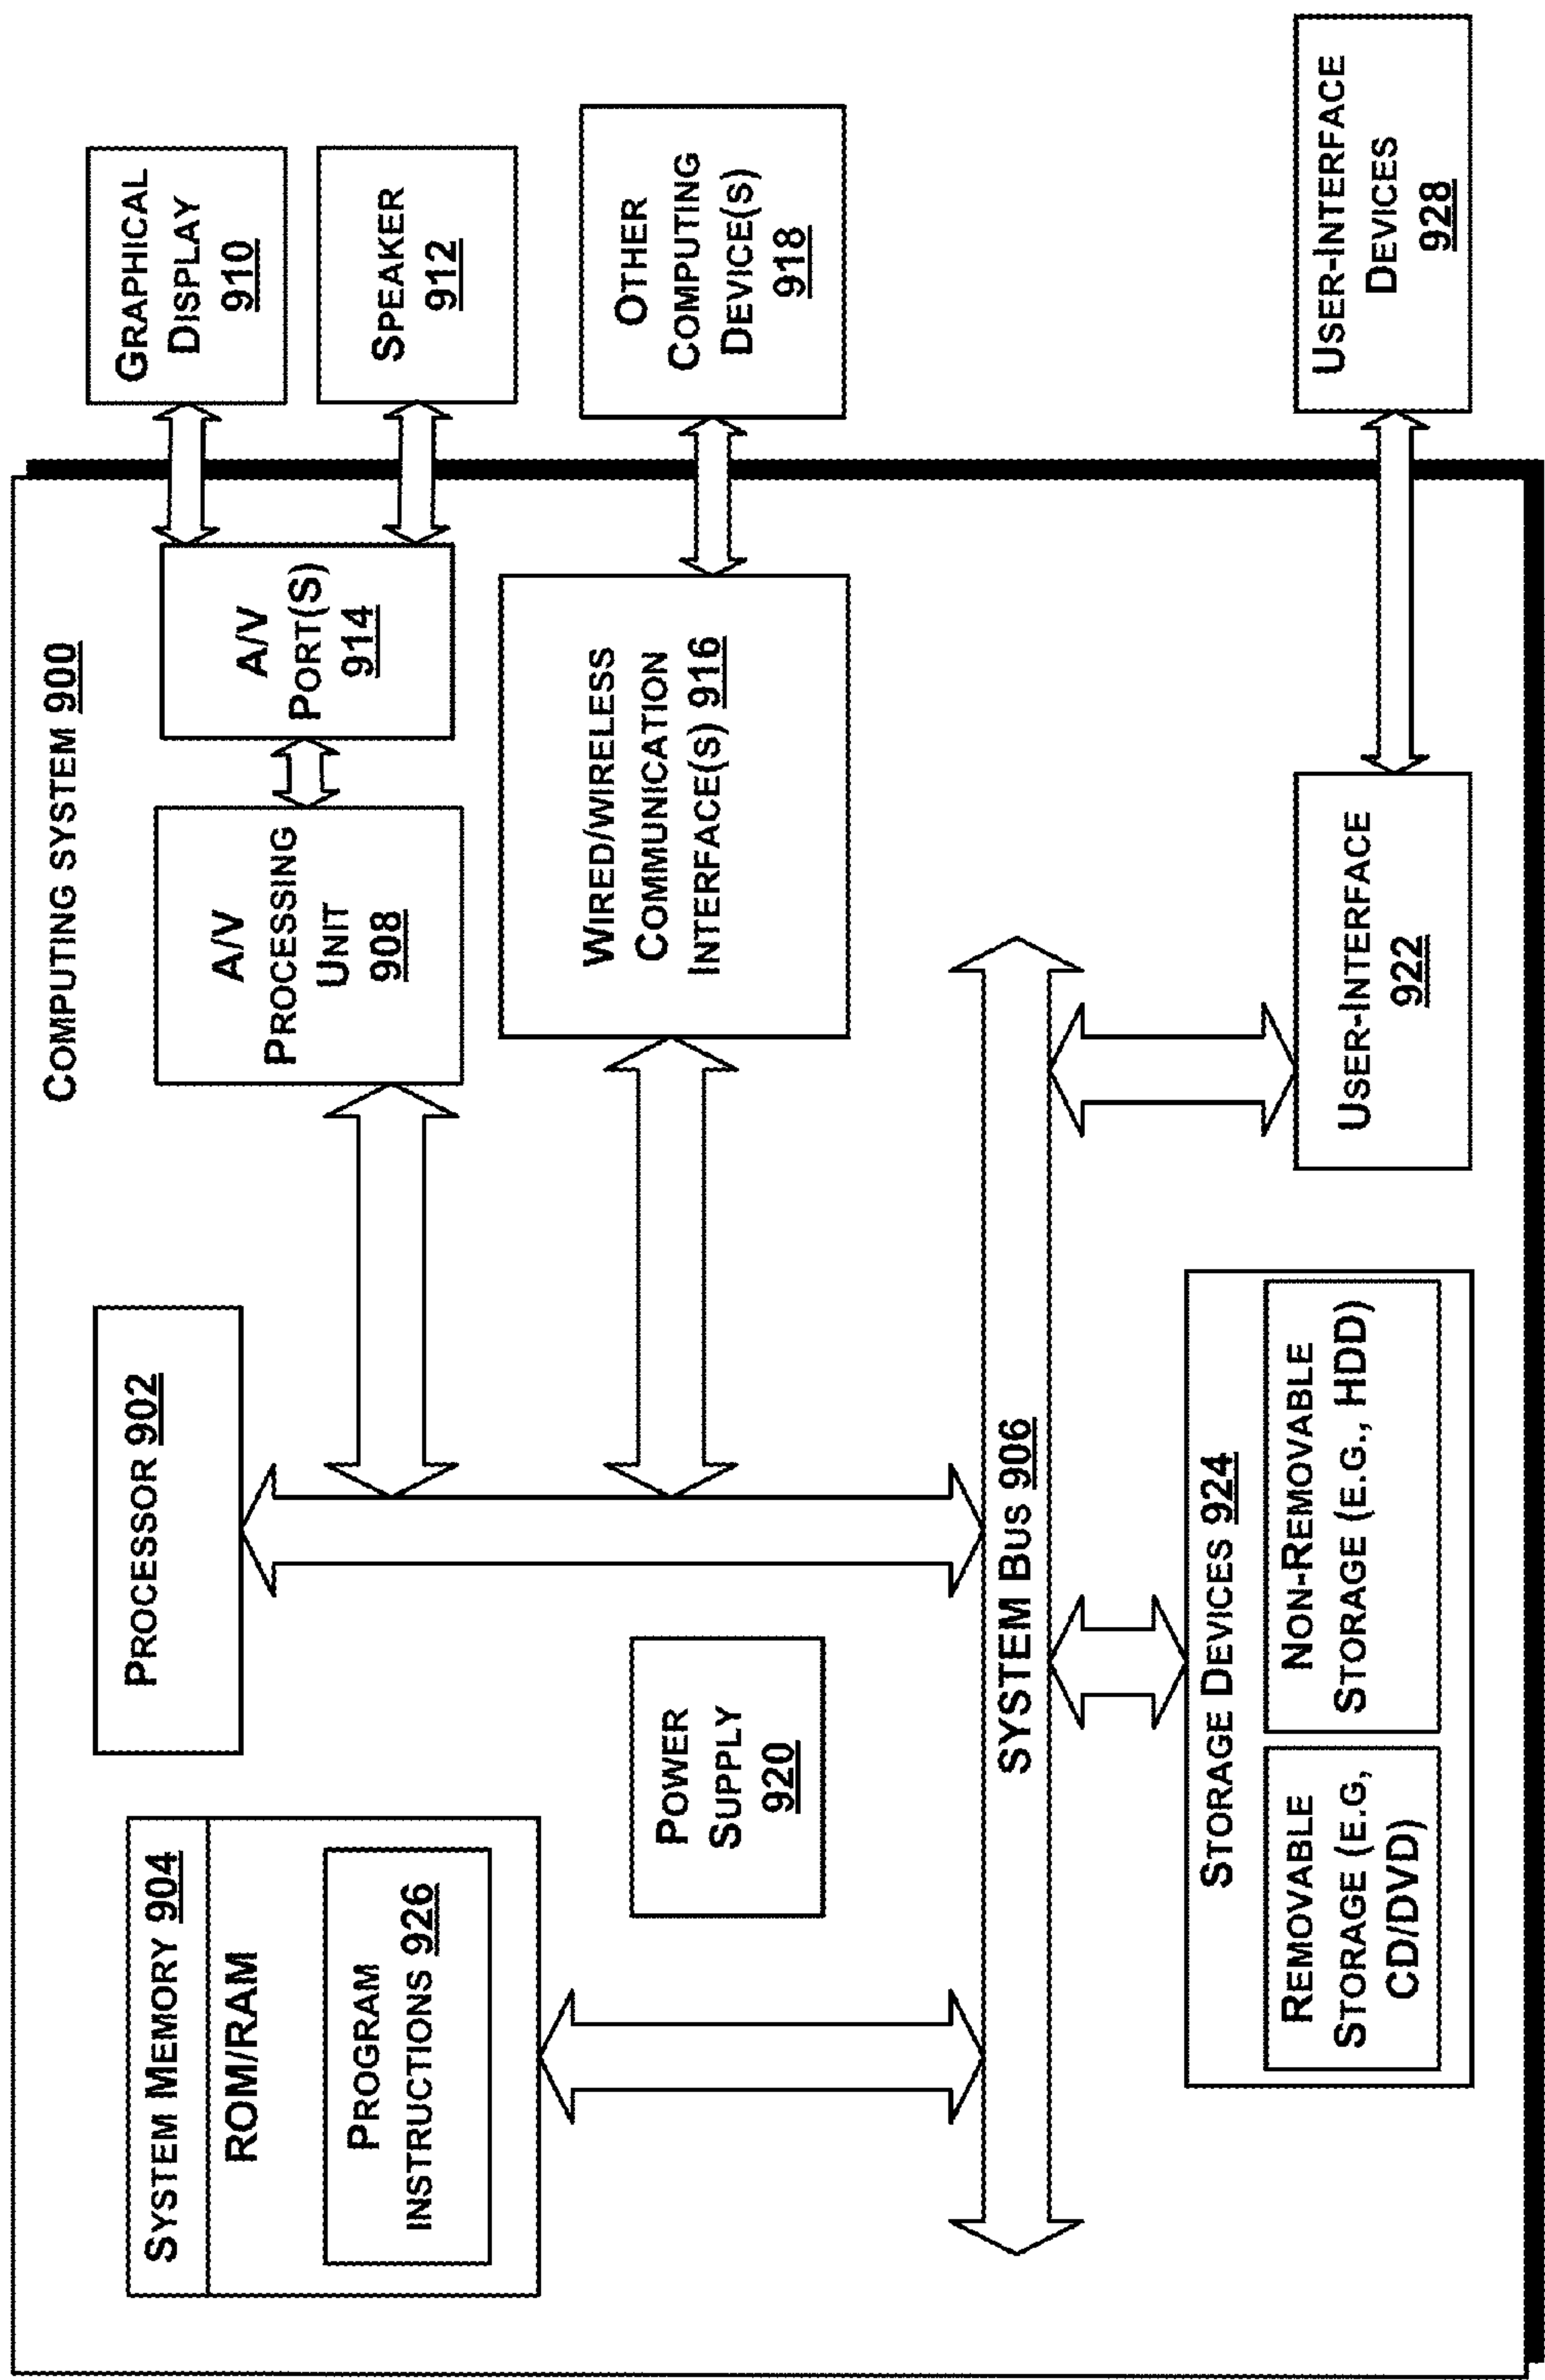 COMPUTING SYSTEM 900
SYSTEM MEMORY 904
ROM/RAM
PROGRAM
INSTRUCTIONS 926
PROCESSOR 902
A/V
PROCESSING
UNIT
908
A/V
PORT(S)
914
GRAPHICAL
DISPLAY
910
SPEAKER
912
POWER
SUPPLY
920
WIRED/WIRELESS
COMMUNICATION
INTERFACE(S) 916
OTHER
COMPUTING
DEVICE(S)
918
SYSTEM BUS 906
STORAGE DEVICES 924
REMOVABLE
STORAGE (E.G,
CD/DVD)
NON-REMOVABLE
STORAGE (E.G., HDD)
USER-INTERFACE
922
USER-INTERFACE
DEVICES
928